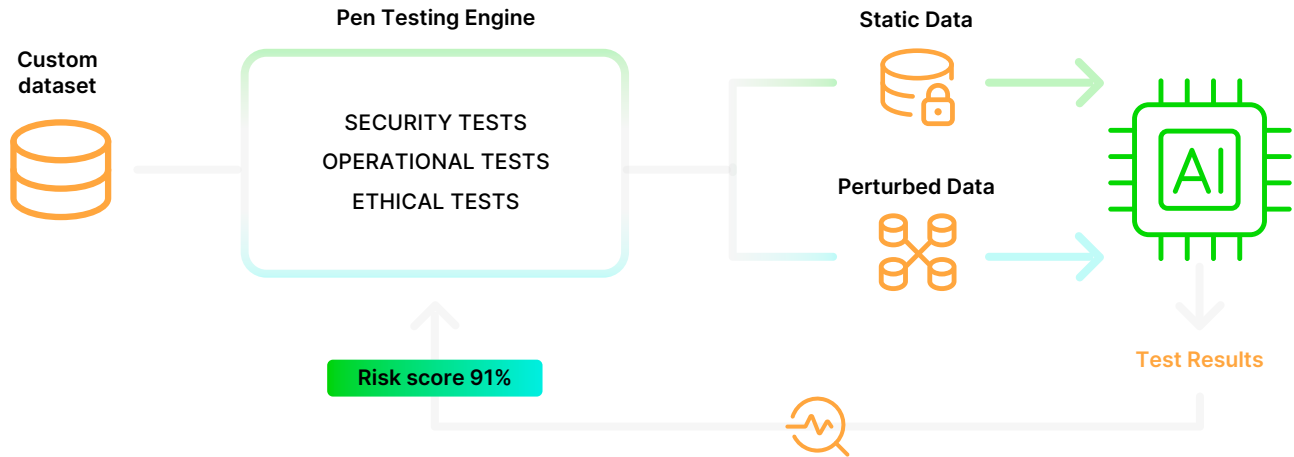 Pen Testing Engine
Static Data
Custom
dataset
SECURITY TESTS
OPERATIONAL TESTS
ETHICAL TESTS
AI
Perturbed Data
Test Results
Risk score 91%